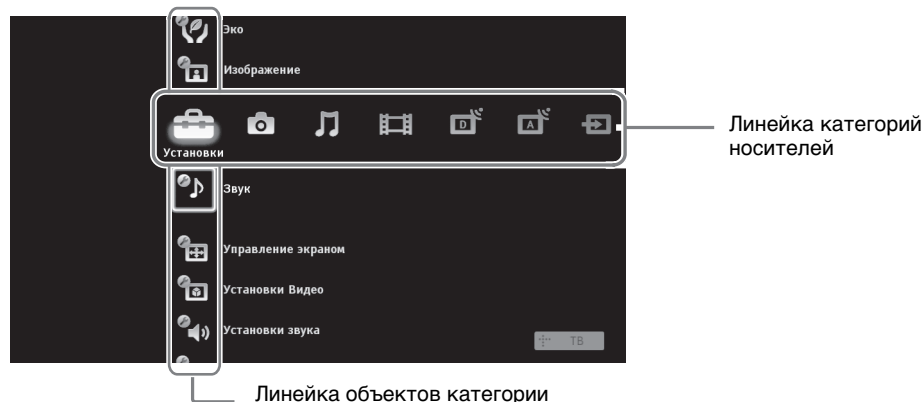 Эко
Изображение
Линейка категорий
носителей
D
A
Установки
Звук
Управление экраном
Установки Видео
Установки звука
ТВ
Линейка объектов категории